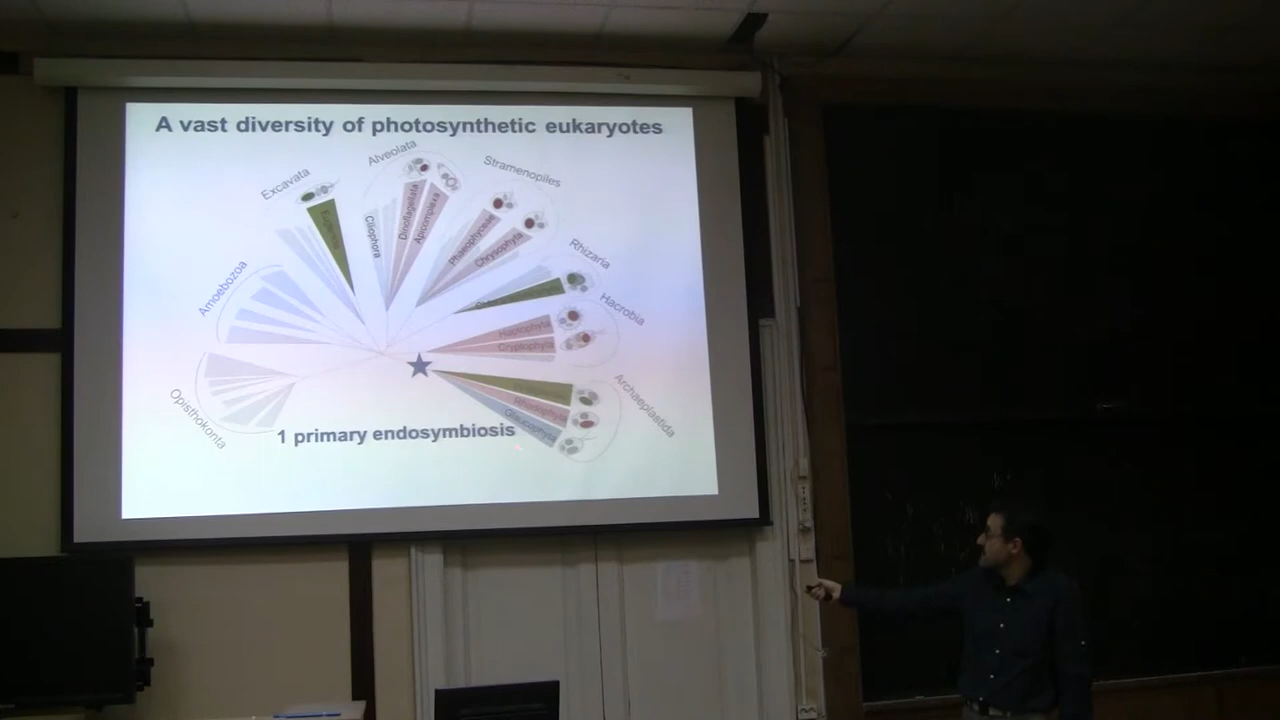 A vast diversity of photosynthetic eukaryotes
Alveolata
Stramenopiles
Excavata
Ciliophora
Dinoflagellata
Apicomplexa
Phaeophyceae
Chrysophyta
Rhizaria
Amoebozoa
Hacrobia
Haptophyta
Cryptophyta
Archaeplastida
Rhodophyta
Glaucophyta
Opisthokonta
1 primary endosymbiosis